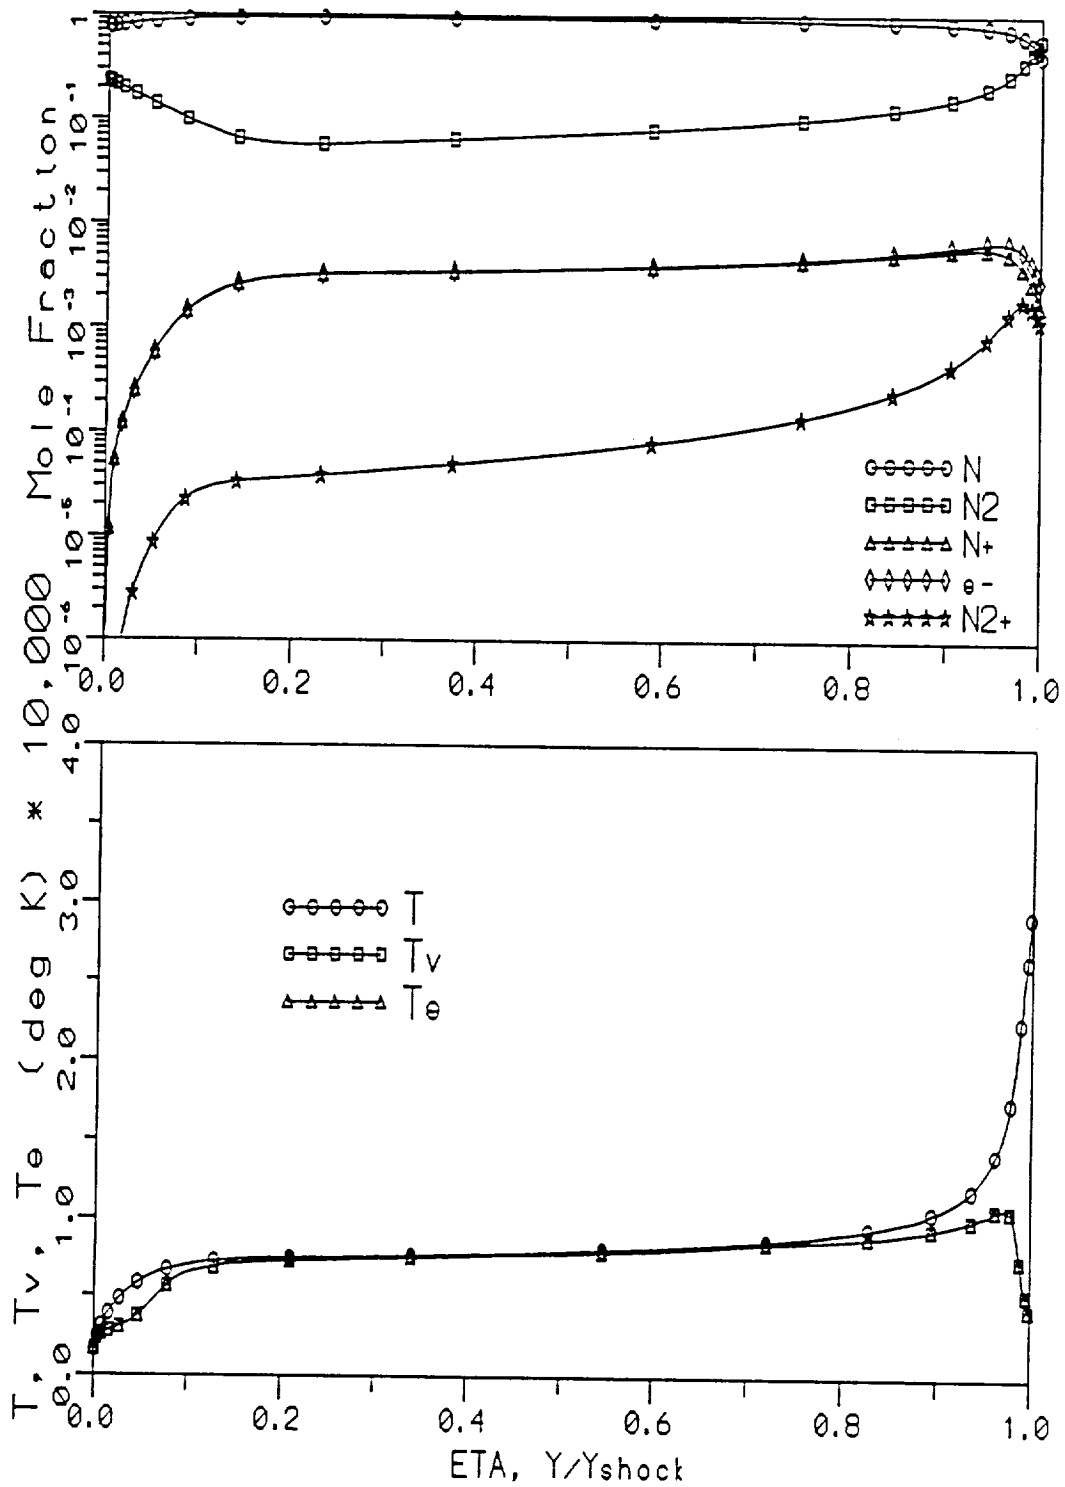 Mole Fraction
1
10-1
10-2
10-3
10-4
10-5
10-6
N
N2
N+
e-
N2+
0.0 0.2 0.4 0.6 0.8 1.0
T, Tv, Te (deg K) * 10,000
4.0
3.0
2.0
1.0
0.0
T
Tv
Te
0.0 0.2 0.4 0.6 0.8 1.0
ETA, Y/Yshock